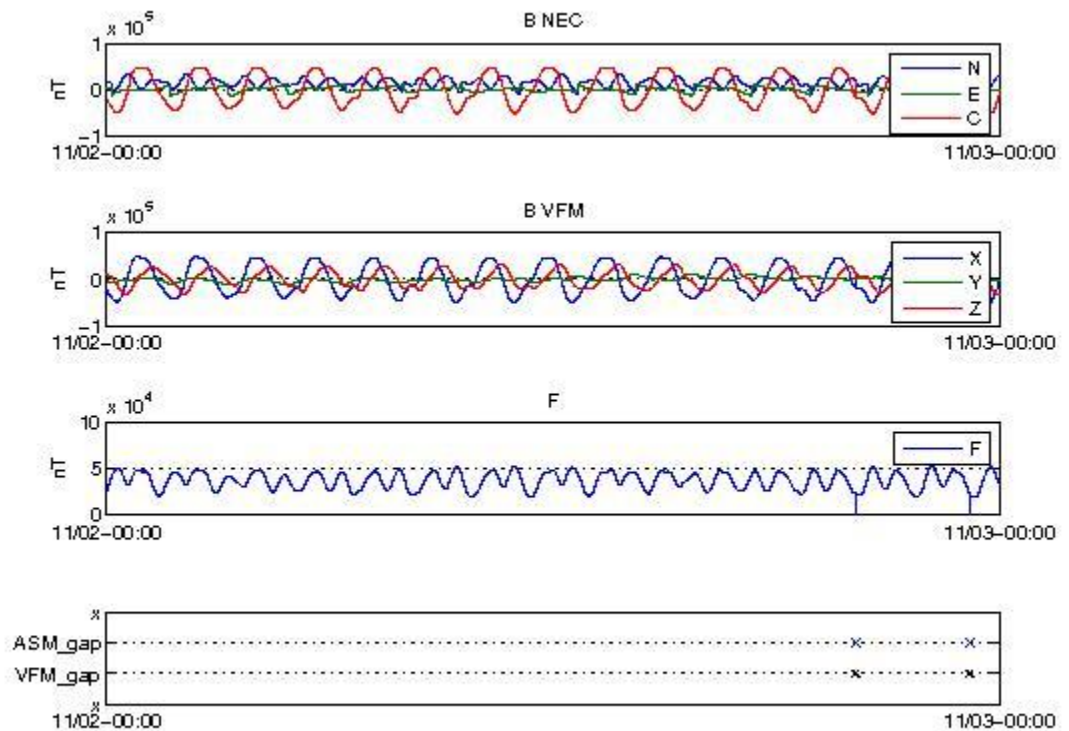 B NEC
x 10^5
1
0
-1
nT
N
E
C
11/02-00:00
11/03-00:00
B VFM
x 10^5
1
0
-1
nT
X
Y
Z
11/02-00:00
11/03-00:00
F
x 10^4
10
5
0
nT
F
11/02-00:00
11/03-00:00
x
ASM_gap
VFM_gap
x
11/02-00:00
11/03-00:00